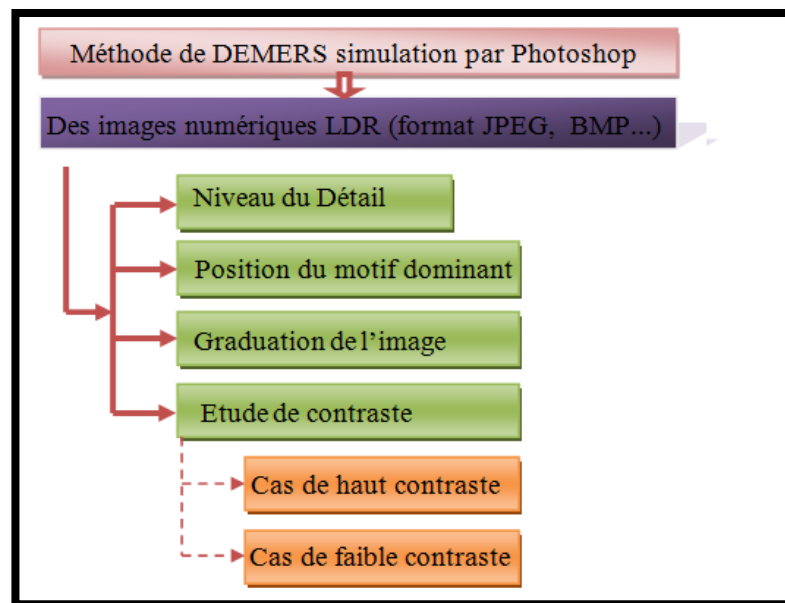 Méthode de DEMERS simulation par Photoshop
Des images numériques LDR (format JPEG, BMP...)
Niveau du Détail
Position du motif dominant
Graduation de l’image
Etude de contraste
Cas de haut contraste
Cas de faible contraste